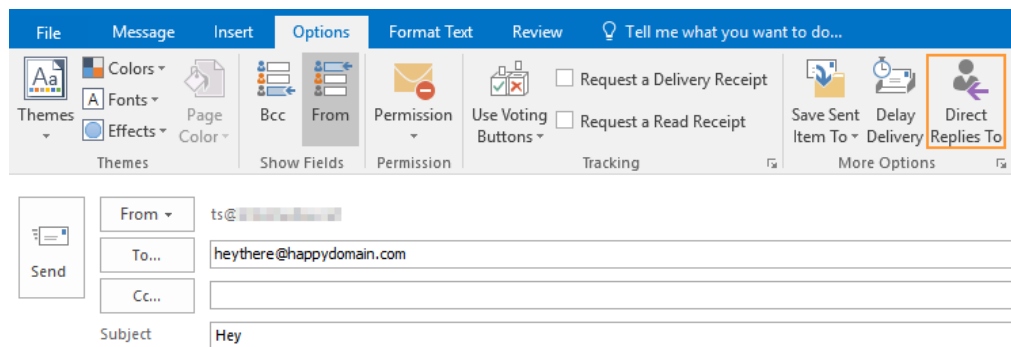 File Message Insert Options Format Text Review Tell me what you want to do...
Aa Colors Request a Delivery Receipt
A Fonts
Themes Page Bcc From Permission Use Voting Request a Read Receipt Save Sent Delay Direct
Effects Color Buttons Item To Delivery Replies To
Themes Show Fields Permission Tracking More Options
From ts@
To... heythere@happydomain.com
Send
Cc...
Subject Hey